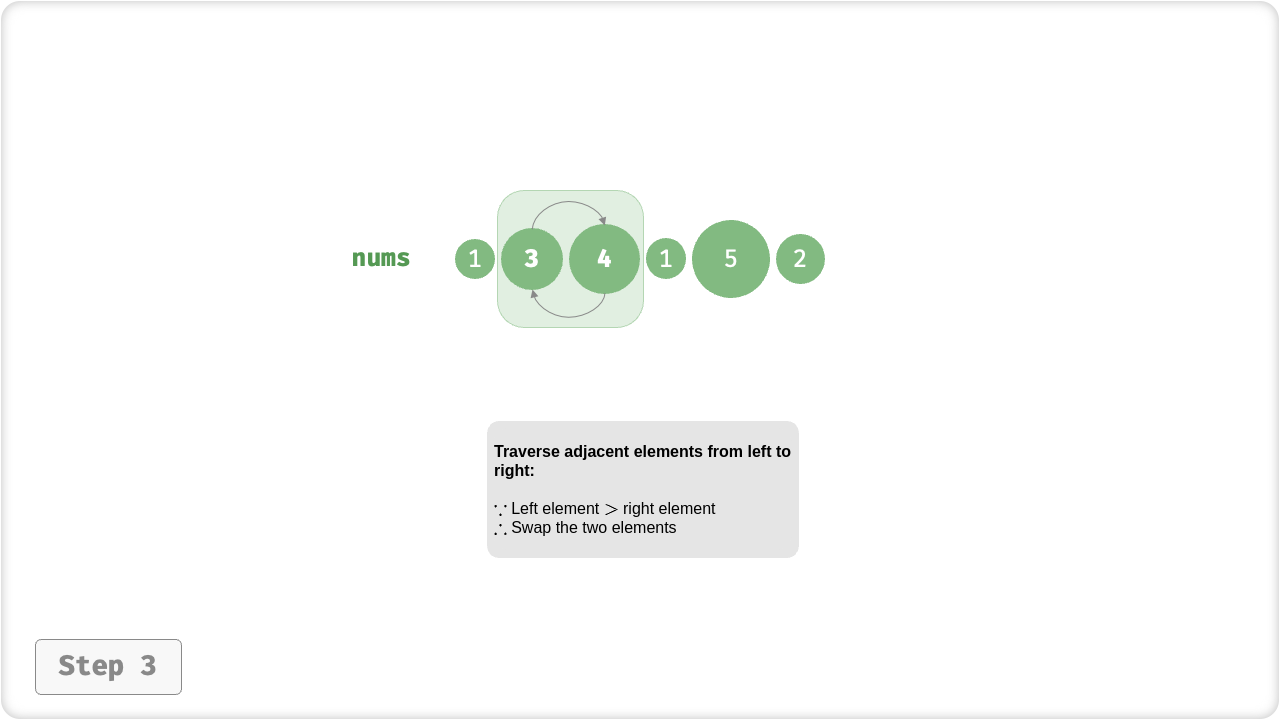 nums 1 3 4 1 5 2
Traverse adjacent elements from left to
right:
∵ Left element > right element
∴ Swap the two elements
Step 3